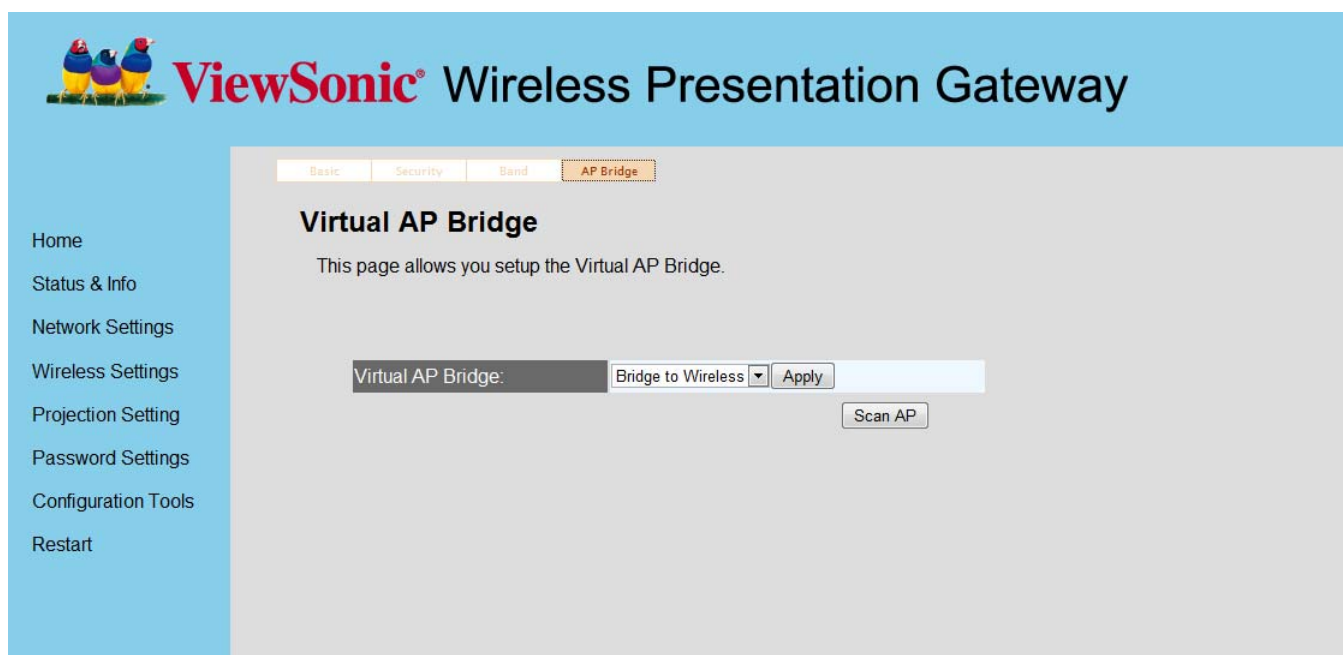 ViewSonic® Wireless Presentation Gateway
Basic Security Band AP Bridge
Virtual AP Bridge
This page allows you setup the Virtual AP Bridge.
Virtual AP Bridge: Bridge to Wireless Apply
Scan AP
Home
Status & Info
Network Settings
Wireless Settings
Projection Setting
Password Settings
Configuration Tools
Restart